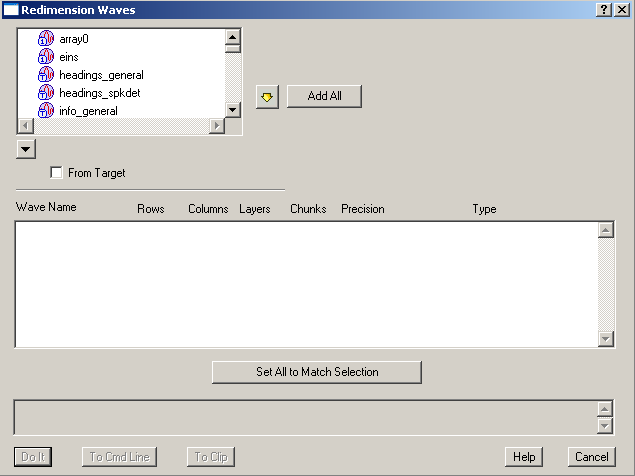 Redimension Waves
array0
eins
headings_general
headings_spkdet
info_general
Add All
From Target
Wave Name Rows Columns Layers Chunks Precision Type
Set All to Match Selection
Do It To Cmd Line To Clip Help Cancel